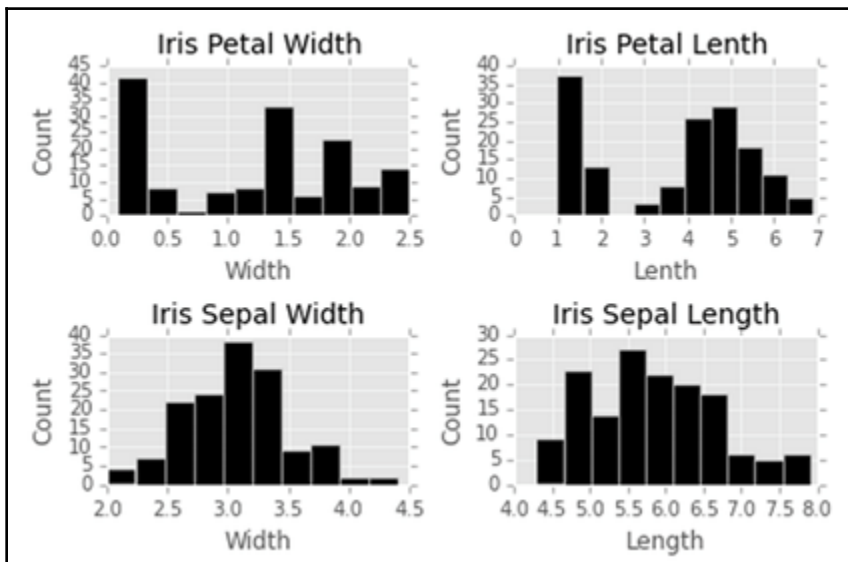 Iris Petal Width
45
40
35
30
25
20
15
10
5
0
Count
0.0 0.5 1.0 1.5 2.0 2.5
Width
Iris Petal Lenth
40
35
30
25
20
15
10
5
0
Count
0 1 2 3 4 5 6 7
Lenth
Iris Sepal Width
40
35
30
25
20
15
10
5
0
Count
2.0 2.5 3.0 3.5 4.0 4.5
Width
Iris Sepal Length
30
25
20
15
10
5
0
Count
4.0 4.5 5.0 5.5 6.0 6.5 7.0 7.5 8.0
Length